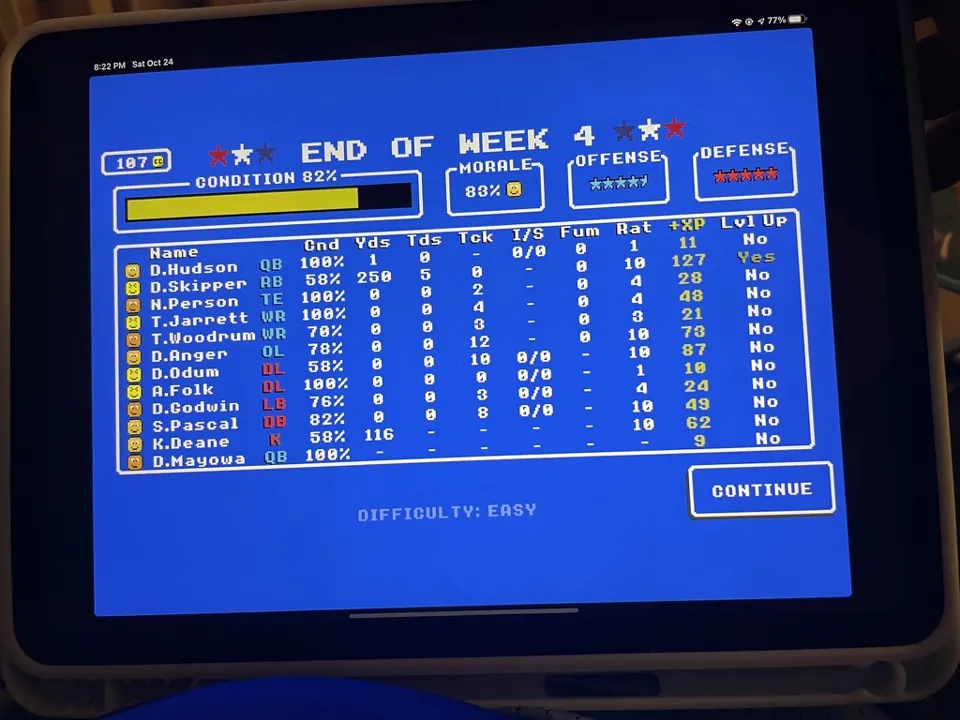 8:22 PM Sat Oct 24 77%
107 END OF WEEK 4
CONDITION 82% MORALE OFFENSE DEFENSE
83%
Name Cnd Yds Tds Tck I/S Fum Rat +XP Lvl Up
D.Hudson QB 100% 1 0 - 0/0 0 1 11 No
D.Skipper RB 58% 250 5 0 - 0 10 127 Yes
N.Person TE 100% 0 0 2 - 0 4 28 No
T.Jarrett WR 100% 0 0 4 - 0 4 48 No
T.Woodrum WR 70% 0 0 3 - 0 3 21 No
D.Anger OL 78% 0 0 12 - 0 10 73 No
D.Odum DL 58% 0 0 10 0/0 - 10 87 No
A.Folk DL 100% 0 0 0 0/0 - 1 10 No
D.Godwin LB 76% 0 0 3 0/0 - 4 24 No
S.Pascal DB 82% 0 0 8 0/0 - 10 49 No
K.Deane K 58% 116 - - - - 10 62 No
D.Mayowa QB 100% - - - - - - 9 No
CONTINUE
DIFFICULTY: EASY